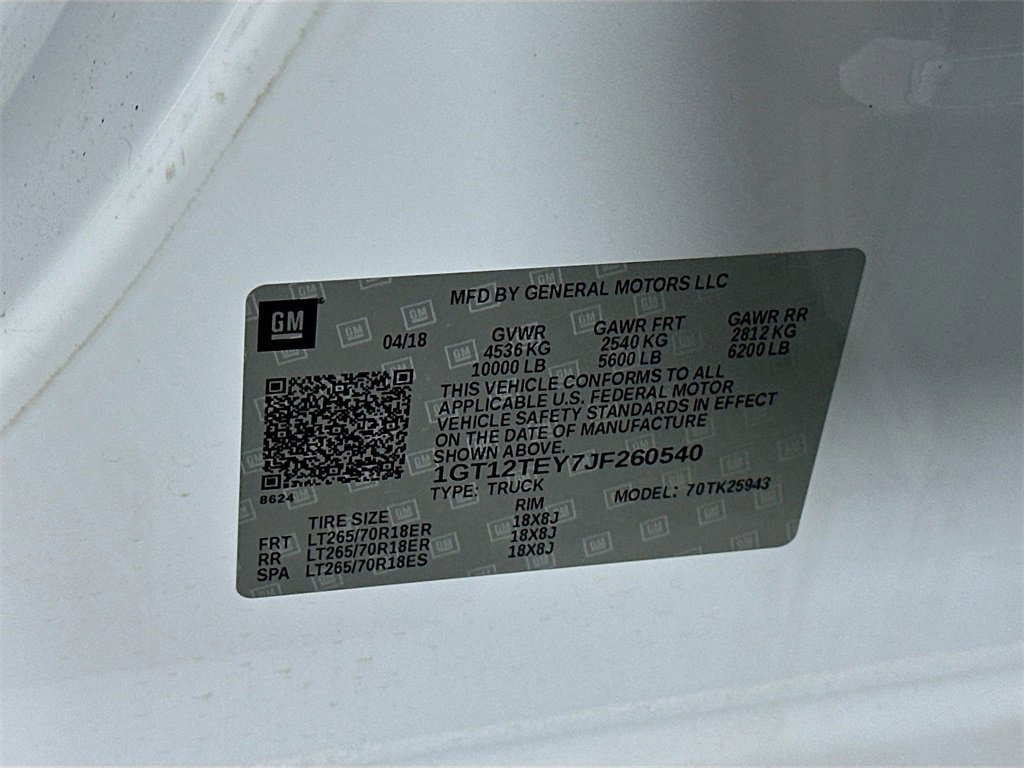 GM
MFD BY GENERAL MOTORS LLC
04/18 GVWR GAWR FRT GAWR RR
4536 KG 2540 KG 2812 KG
10000 LB 5600 LB 6200 LB
THIS VEHICLE CONFORMS TO ALL
APPLICABLE U.S. FEDERAL MOTOR
VEHICLE SAFETY STANDARDS IN EFFECT
ON THE DATE OF MANUFACTURE
SHOWN ABOVE.
1GT12TEY7JF260540
8624
TYPE: TRUCK MODEL: 70TK25943
TIRE SIZE RIM
FRT LT265/70R18ER 18X8J
RR LT265/70R18ER 18X8J
SPA LT265/70R18ES 18X8J